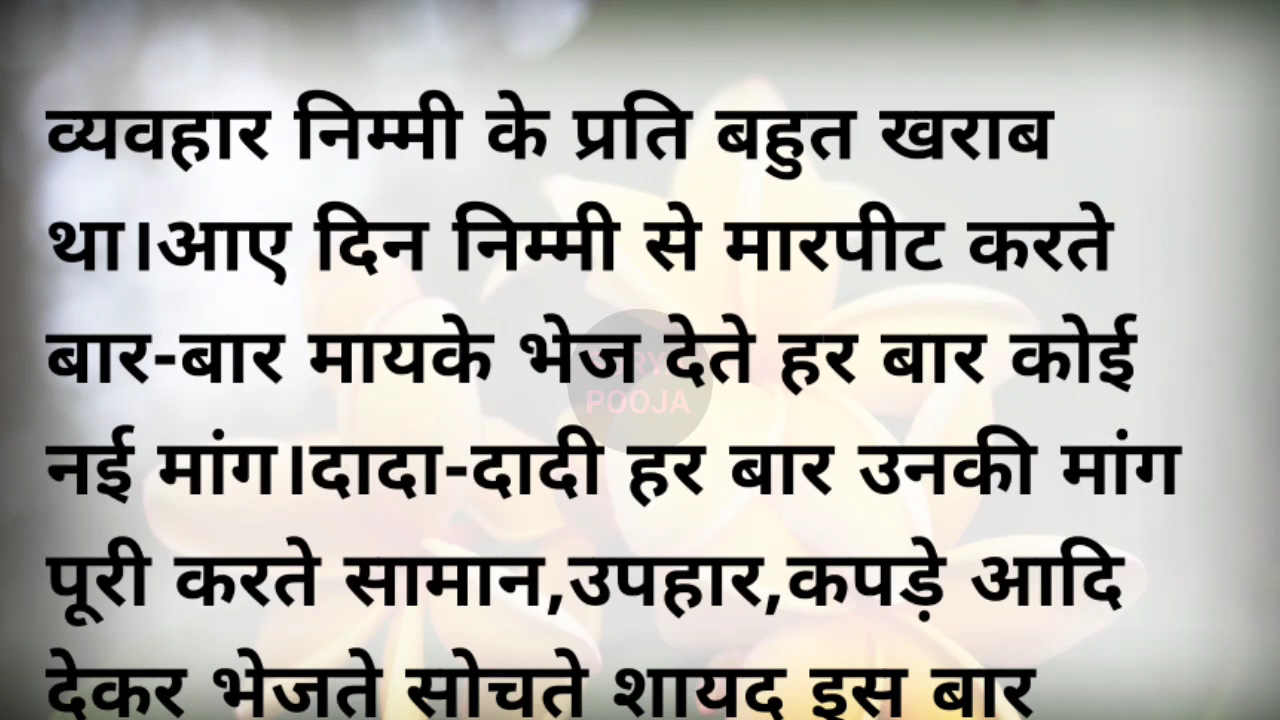 व्यवहार निम्मी के प्रति बहुत खराब
था।आए दिन निम्मी से मारपीट करते
बार-बार मायके भेज देते हर बार कोई
नई मांग।दादा-दादी हर बार उनकी मांग
पूरी करते सामान,उपहार,कपड़े आदि
देकर भेजते सोचते शायद इस बार
POOJA